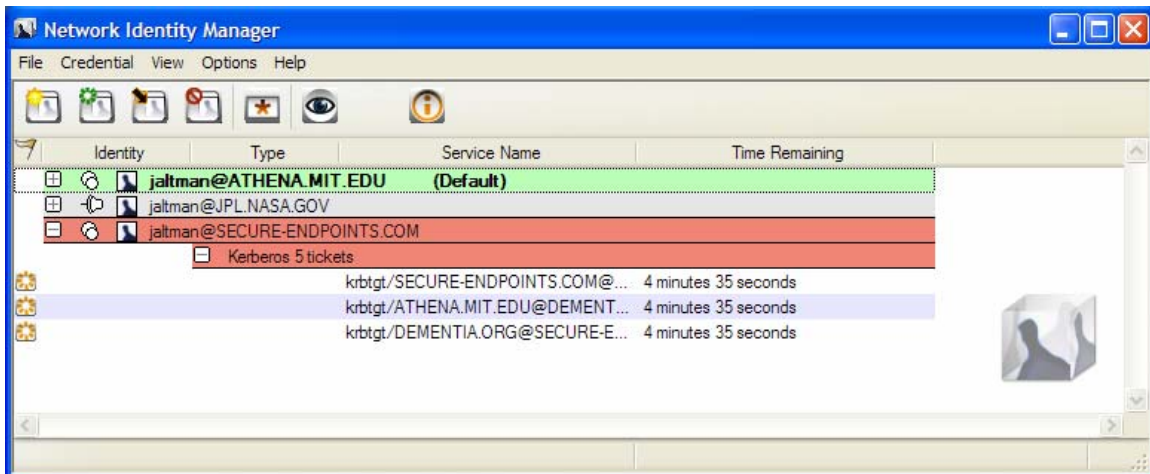 Network Identity Manager
File Credential View Options Help
Identity Type Service Name Time Remaining
jaltman@ATHENA.MIT.EDU (Default)
jaltman@JPL.NASA.GOV
jaltman@SECURE-ENDPOINTS.COM
Kerberos 5 tickets
krbtgt/SECURE-ENDPOINTS.COM@... 4 minutes 35 seconds
krbtgt/ATHENA.MIT.EDU@DEMENT... 4 minutes 35 seconds
krbtgt/DEMENTIA.ORG@SECURE-E... 4 minutes 35 seconds